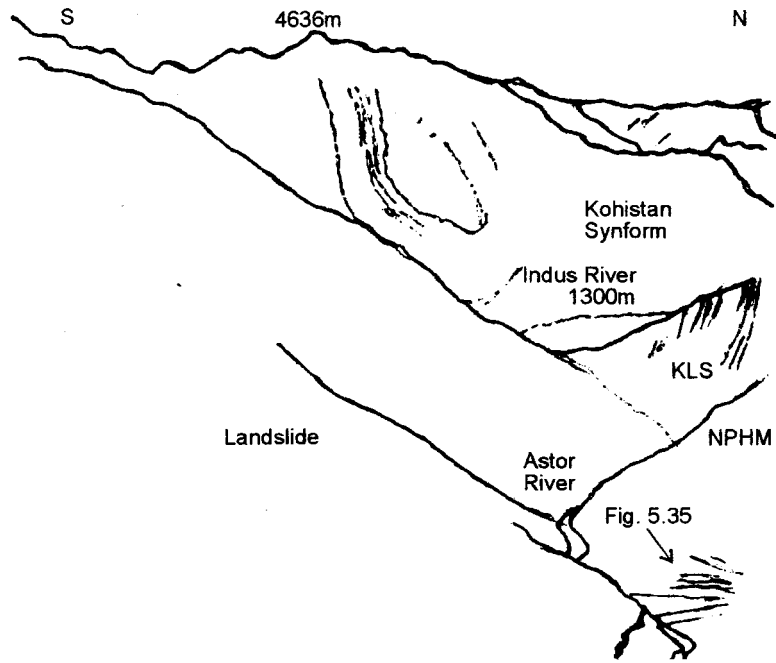 S
4636m
N
Kohistan
Synform
Indus River
1300m
KLS
Landslide
NPHM
Astor
River
Fig. 5.35